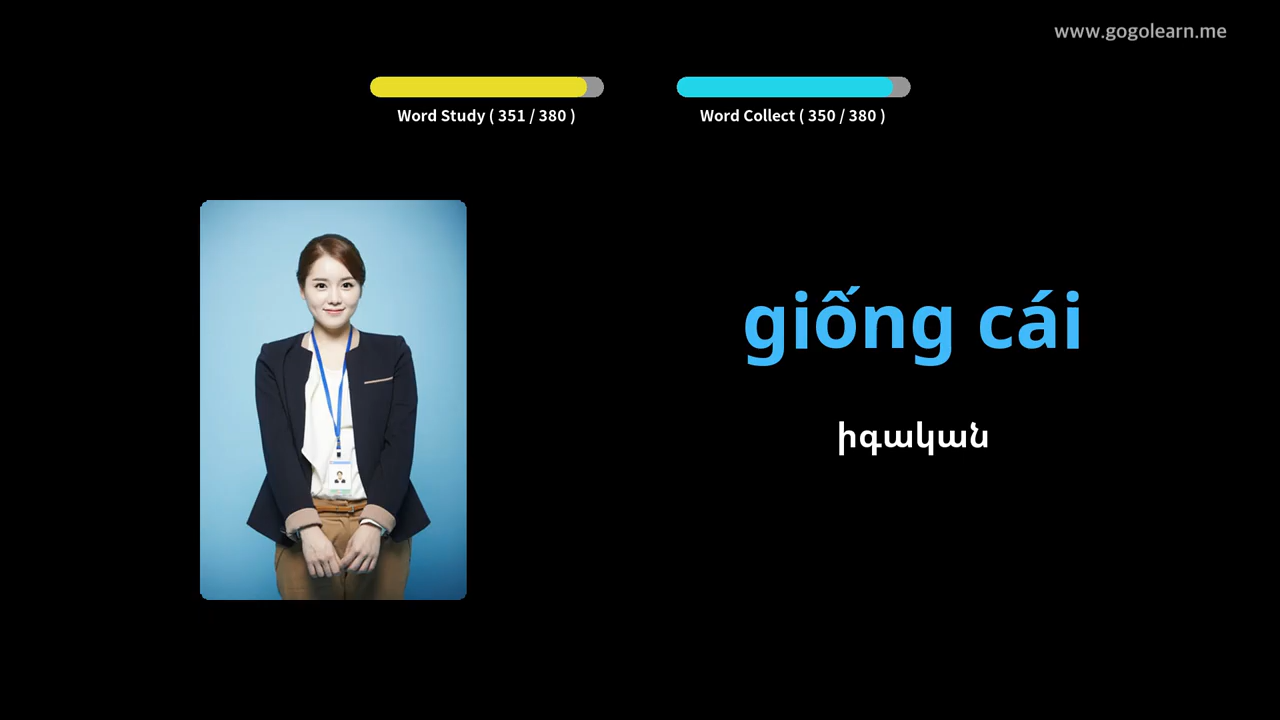 www.gogolearn.me
Word Study ( 351 / 380 )
Word Collect ( 350 / 380 )
giống cái
իգական